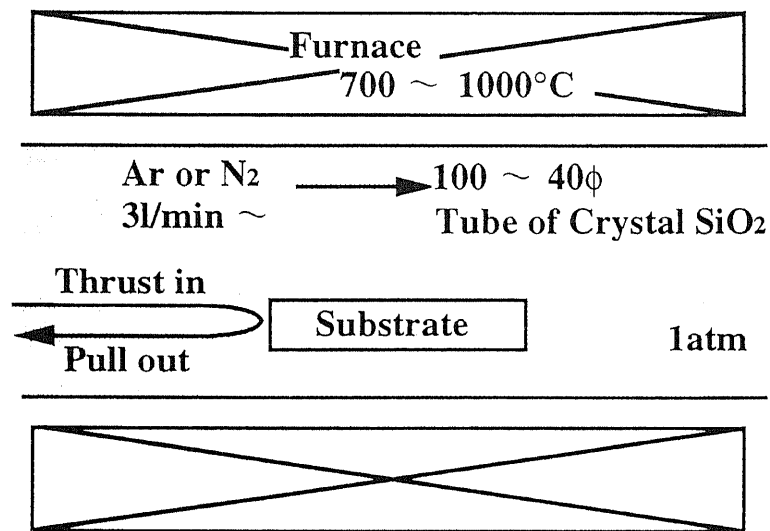 Furnace
700 ~ 1000°C
Ar or N2
3l/min ~
100 ~ 40ϕ
Tube of Crystal SiO2
Thrust in
Substrate
Pull out
1atm